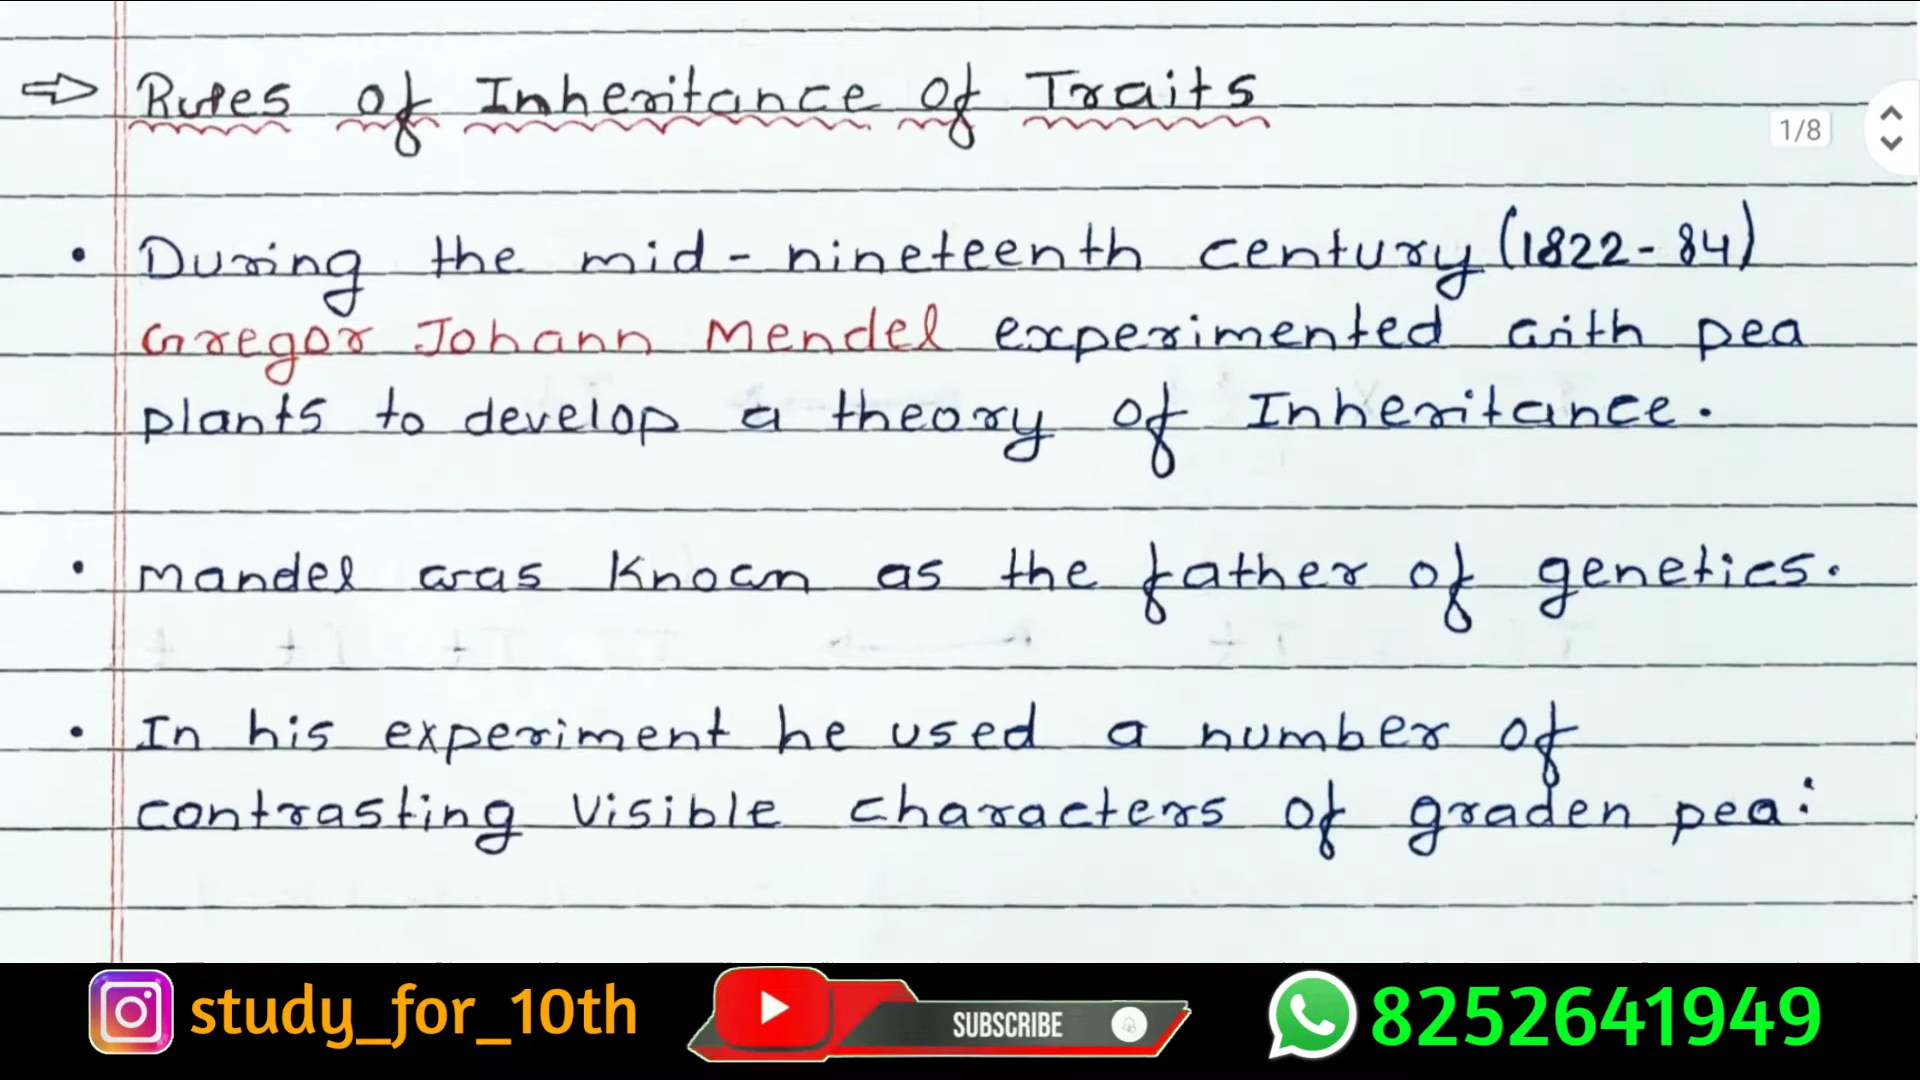 ⇨ Rules of Inheritance of Traits
1/8
• During the mid-nineteenth century (1822-84)
Gregor Johann Mendel experimented with pea
plants to develop a theory of Inheritance.
• Mandel was known as the father of genetics.
• In his experiment he used a number of
contrasting visible characters of graden pea:
study_for_10th
SUBSCRIBE
8252641949